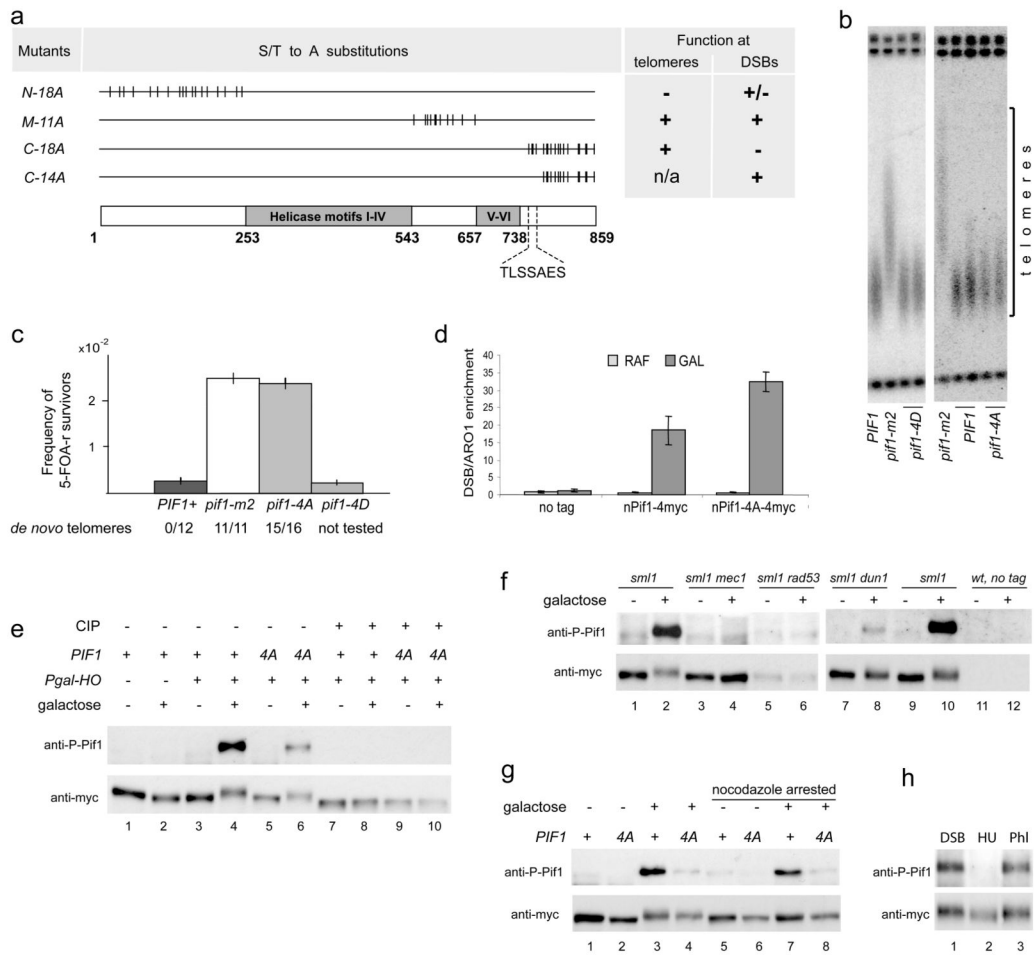 a
Mutants S/T to A substitutions Function at
telomeres DSBs
N-18A - +/-
M-11A + +
C-18A + -
C-14A n/a +
Helicase motifs I-IV V-VI
1 253 543 657 738 859
TLSSAES
b
telomeres
PIF1 pif1-m2 pif1-4D pif1-m2 PIF1 pif1-4A
c
x10⁻²
Frequency of
5-FOA-r survivors
2
1
PIF1+ pif1-m2 pif1-4A pif1-4D
de novo telomeres 0/12 11/11 15/16 not tested
d
DSB/ARO1 enrichment
RAF GAL
40
35
30
25
20
15
10
5
0
no tag nPif1-4myc nPif1-4A-4myc
e
CIP - - - - - - + + + +
PIF1 + + + + 4A 4A + + 4A 4A
Pgal-HO - - + + + + + + + +
galactose - + - + - + - + - +
anti-P-Pif1
anti-myc
1 2 3 4 5 6 7 8 9 10
f
sml1 sml1 mec1 sml1 rad53 sml1 dun1 sml1 wt, no tag
galactose - + - + - + - + - + - +
anti-P-Pif1
anti-myc
1 2 3 4 5 6 7 8 9 10 11 12
g
nocodazole arrested
galactose - - + + - - + +
PIF1 + 4A + 4A + 4A + 4A
anti-P-Pif1
anti-myc
1 2 3 4 5 6 7 8
h
DSB HU Phl
anti-P-Pif1
anti-myc
1 2 3